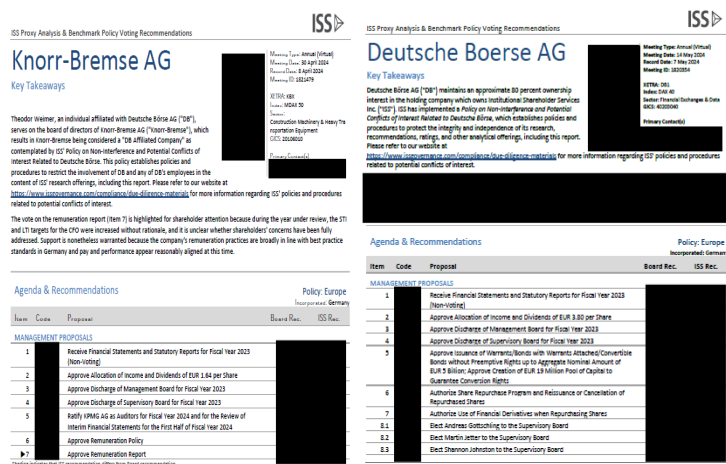 ISS Proxy Analysis & Benchmark Policy Voting Recommendations
ISS
Knorr-Bremse AG
Key Takeaways
Meeting Type: Annual (Virtual)
Meeting Date: 30 April 2024
Record Date: 8 April 2024
Meeting ID: 1821479
XETRA: KBX
Index: MDAX 50
Sector:
Construction Machinery & Heavy Tra
nsportation Equipment
GICS: 20106010
Primary Contact(s)
Theodor Weimer, an individual affiliated with Deutsche Börse AG ("DB"),
serves on the board of directors of Knorr-Bremse AG ("Knorr-Bremse"), which
results in Knorr-Bremse being considered a "DB Affiliated Company" as
contemplated by ISS' Policy on Non-Interference and Potential Conflicts of
Interest Related to Deutsche Börse. This policy establishes policies and
procedures to restrict the involvement of DB and any of DB's employees in the
content of ISS' research offerings, including this report. Please refer to our website at
https://www.issgovernance.com/compliance/due-diligence-materials for more information regarding ISS' policies and procedures
related to potential conflicts of interest.
The vote on the remuneration report (Item 7) is highlighted for shareholder attention because during the year under review, the STI
and LTI targets for the CFO were increased without rationale, and it is unclear whether shareholders' concerns have been fully
addressed. Support is nonetheless warranted because the company's remuneration practices are broadly in line with best practice
standards in Germany and pay and performance appear reasonably aligned at this time.
Agenda & Recommendations
Policy: Europe
Incorporated: Germany
Item Code Proposal Board Rec. ISS Rec.
MANAGEMENT PROPOSALS
1 Receive Financial Statements and Statutory Reports for Fiscal Year 2023
(Non-Voting)
2 Approve Allocation of Income and Dividends of EUR 1.64 per Share
3 Approve Discharge of Management Board for Fiscal Year 2023
4 Approve Discharge of Supervisory Board for Fiscal Year 2023
5 Ratify KPMG AG as Auditors for Fiscal Year 2024 and for the Review of
Interim Financial Statements for the First Half of Fiscal Year 2024
6 Approve Remuneration Policy
▶7 Approve Remuneration Report
ISS Proxy Analysis & Benchmark Policy Voting Recommendations
ISS
Deutsche Boerse AG
Key Takeaways
Meeting Type: Annual (Virtual)
Meeting Date: 14 May 2024
Record Date: 7 May 2024
Meeting ID: 1820354
XETRA: DB1
Index: DAX 40
Sector: Financial Exchanges & Data
GICS: 40203040
Primary Contact(s)
Deutsche Börse AG ("DB") maintains an approximate 80 percent ownership
interest in the holding company which owns Institutional Shareholder Services
Inc. ("ISS"). ISS has implemented a Policy on Non-Interference and Potential
Conflicts of Interest Related to Deutsche Börse, which establishes policies and
procedures to protect the integrity and independence of its research,
recommendations, ratings, and other analytical offerings, including this report.
Please refer to our website at
https://www.issgovernance.com/compliance/due-diligence-materials for more information regarding ISS' policies and procedures
related to potential conflicts of interest.
Agenda & Recommendations
Policy: Europe
Incorporated: German
Item Code Proposal Board Rec. ISS Rec.
MANAGEMENT PROPOSALS
1 Receive Financial Statements and Statutory Reports for Fiscal Year 2023
(Non-Voting)
2 Approve Allocation of Income and Dividends of EUR 3.80 per Share
3 Approve Discharge of Management Board for Fiscal Year 2023
4 Approve Discharge of Supervisory Board for Fiscal Year 2023
5 Approve Issuance of Warrants/Bonds with Warrants Attached/Convertible
Bonds without Preemptive Rights up to Aggregate Nominal Amount of
EUR 5 Billion; Approve Creation of EUR 19 Million Pool of Capital to
Guarantee Conversion Rights
6 Authorize Share Repurchase Program and Reissuance or Cancellation of
Repurchased Shares
7 Authorize Use of Financial Derivatives when Repurchasing Shares
8.1 Elect Andreas Gottschling to the Supervisory Board
8.2 Elect Martin Jetter to the Supervisory Board
8.3 Elect Shannon Johnston to the Supervisory Board